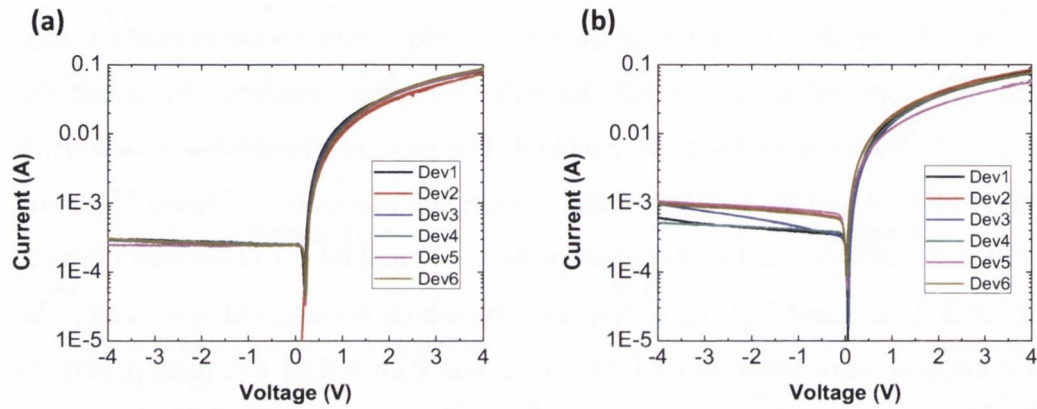 (a)
0.1
0.01
1E-3
1E-4
1E-5
Current (A)
-4 -3 -2 -1 0 1 2 3 4
Voltage (V)
Dev1
Dev2
Dev3
Dev4
Dev5
Dev6
(b)
0.1
0.01
1E-3
1E-4
1E-5
Current (A)
-4 -3 -2 -1 0 1 2 3 4
Voltage (V)
Dev1
Dev2
Dev3
Dev4
Dev5
Dev6